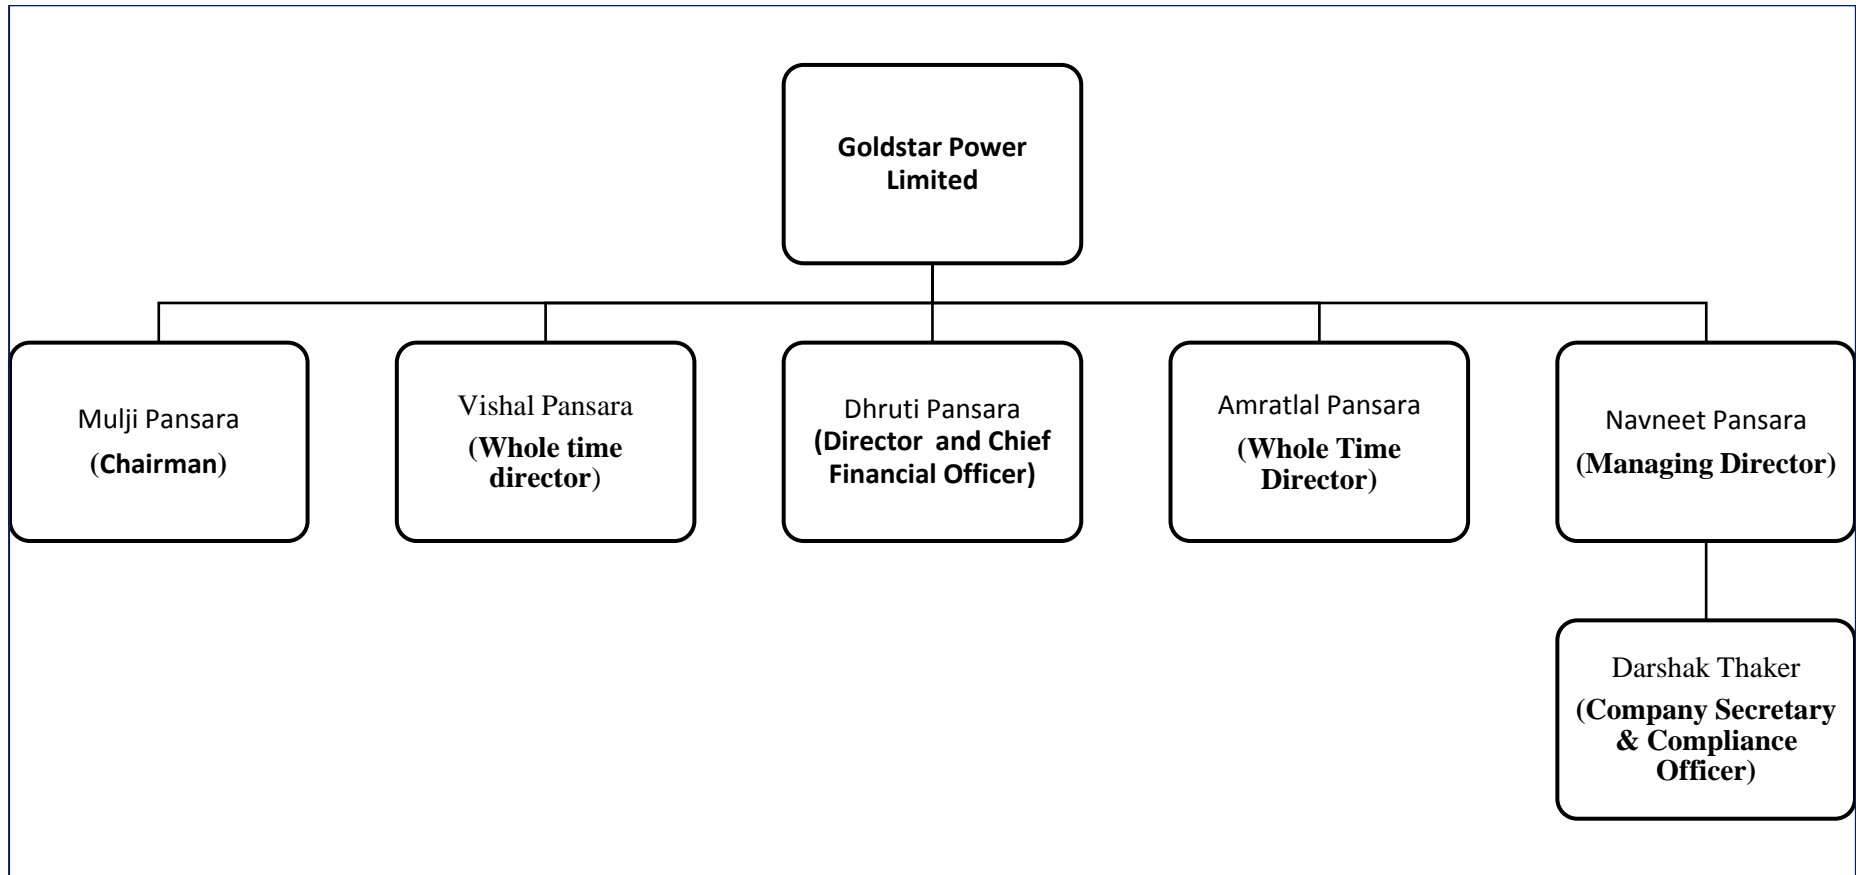 Goldstar Power
Limited
Mulji Pansara
(Chairman)
Vishal Pansara
(Whole time
director)
Dhruti Pansara
(Director  and Chief
Financial Officer)
Amratlal Pansara
(Whole Time
Director)
Navneet Pansara
(Managing Director)
Darshak Thaker
(Company Secretary
& Compliance
Officer)